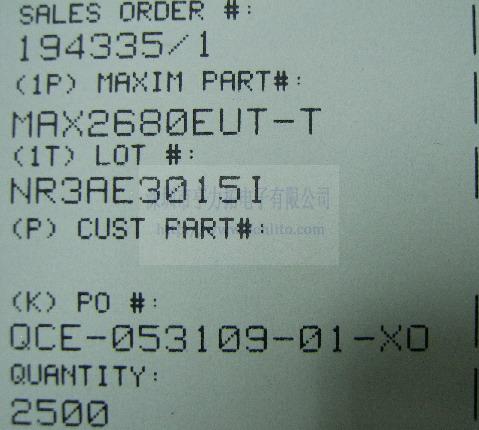 SALES ORDER #:
194335/1
(1P) MAXIM PART#:
MAX2680EUT-T
(1T) LOT #:
NR3AE3015I
(P) CUST PART#:
(K) PO #:
QCE-053109-01-XO
QUANTITY:
2500